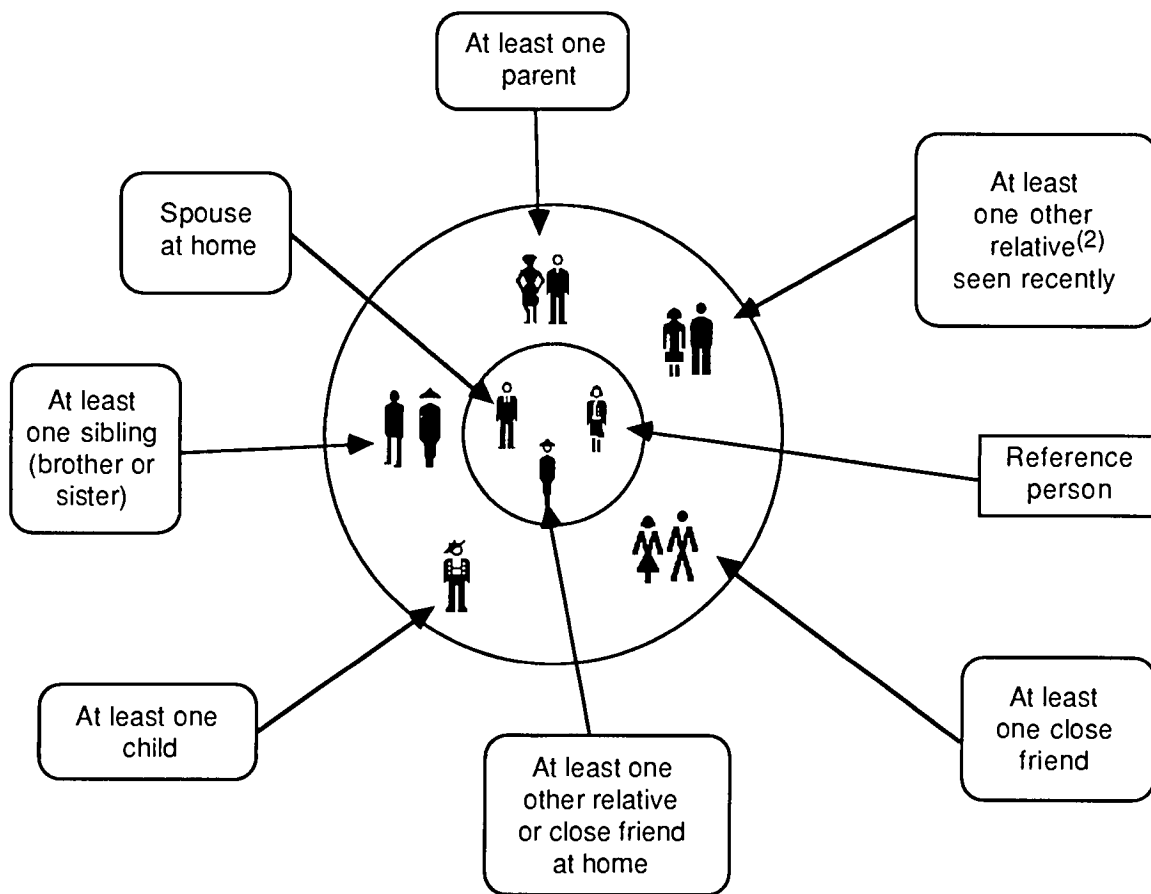 At least one
parent
At least
one other
relative(2)
seen recently
Spouse
at home
At least
one sibling
(brother or
sister)
Reference
person
At least one
child
At least one
other relative
or close friend
at home
At least
one close
friend